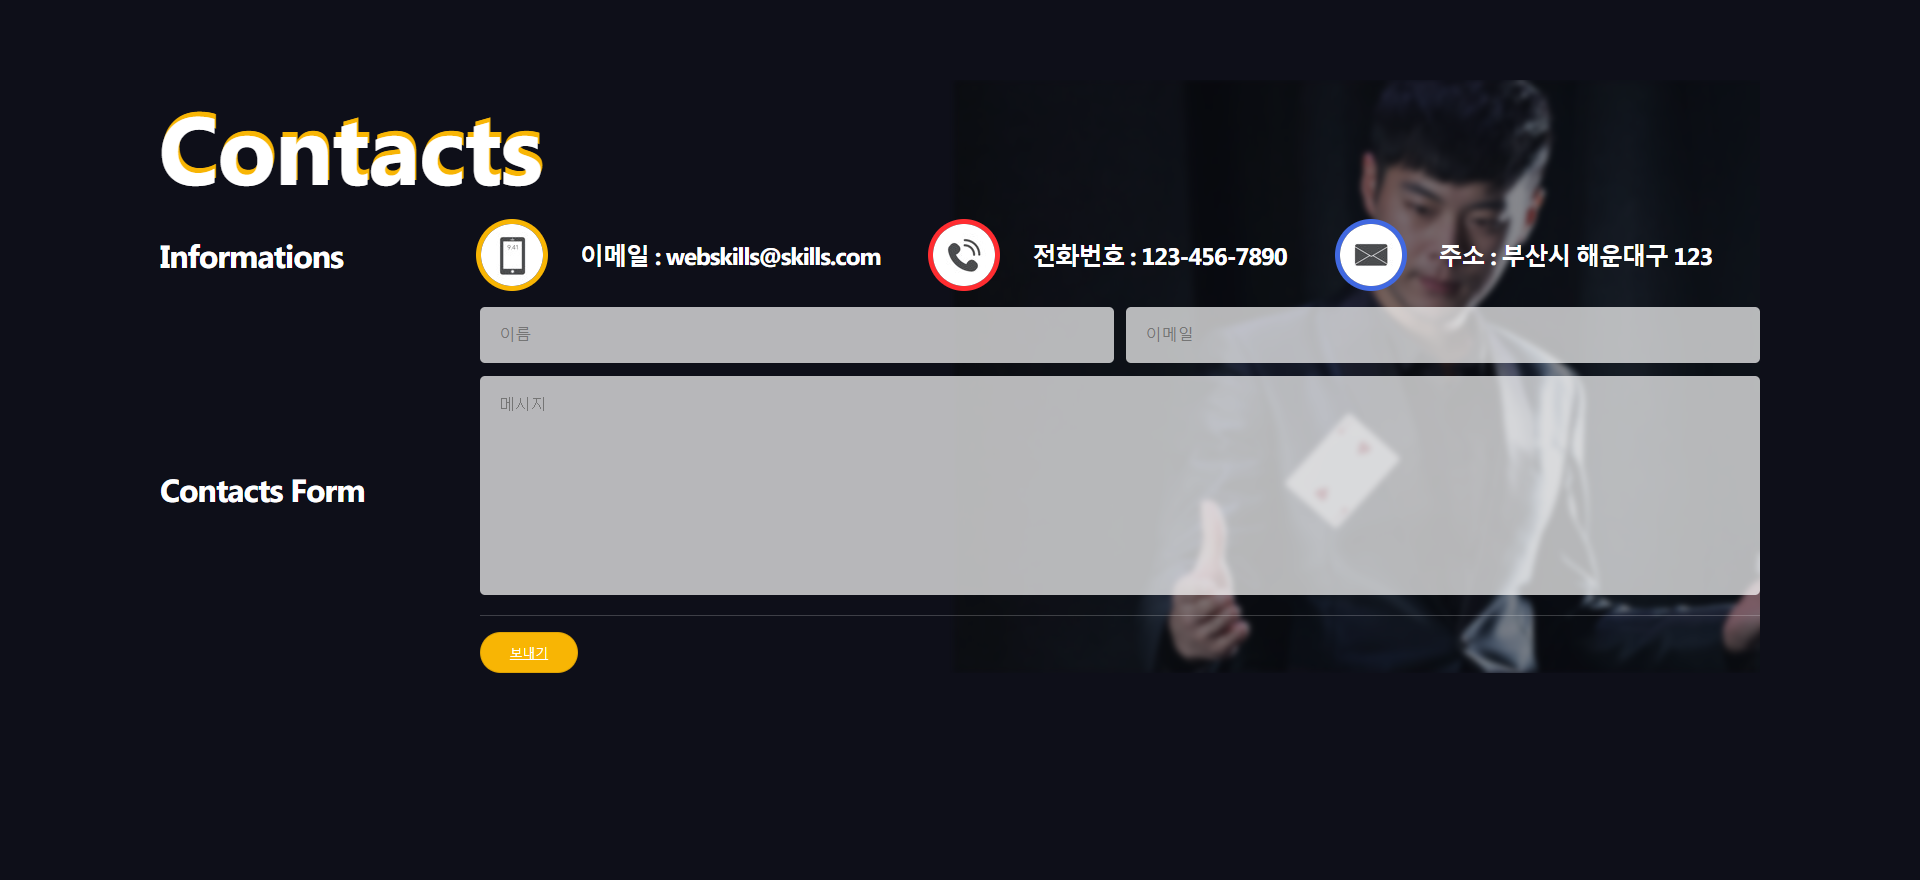 Contacts
Informations
9:41
이메일 : webskills@skills.com
전화번호 : 123-456-7890
주소 : 부산시 해운대구 123
이름
이메일
메시지
Contacts Form
보내기